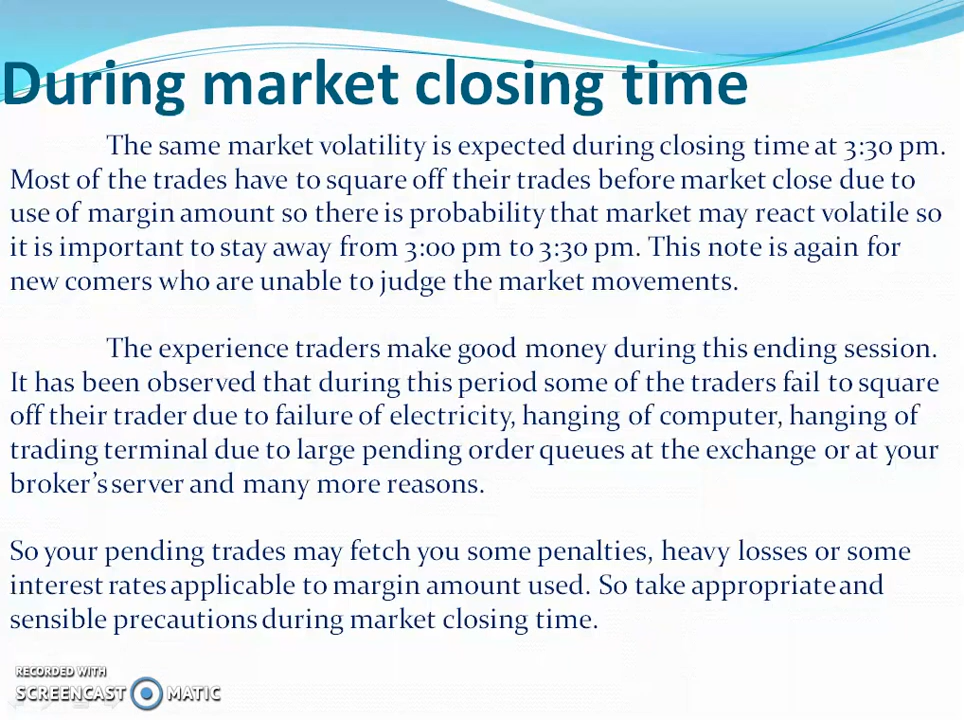 During market closing time
The same market volatility is expected during closing time at 3:30 pm.
Most of the trades have to square off their trades before market close due to
use of margin amount so there is probability that market may react volatile so
it is important to stay away from 3:00 pm to 3:30 pm. This note is again for
new comers who are unable to judge the market movements.
The experience traders make good money during this ending session.
It has been observed that during this period some of the traders fail to square
off their trader due to failure of electricity, hanging of computer, hanging of
trading terminal due to large pending order queues at the exchange or at your
broker’s server and many more reasons.
So your pending trades may fetch you some penalties, heavy losses or some
interest rates applicable to margin amount used. So take appropriate and
sensible precautions during market closing time.
RECORDED WITH
SCREENCAST MATIC